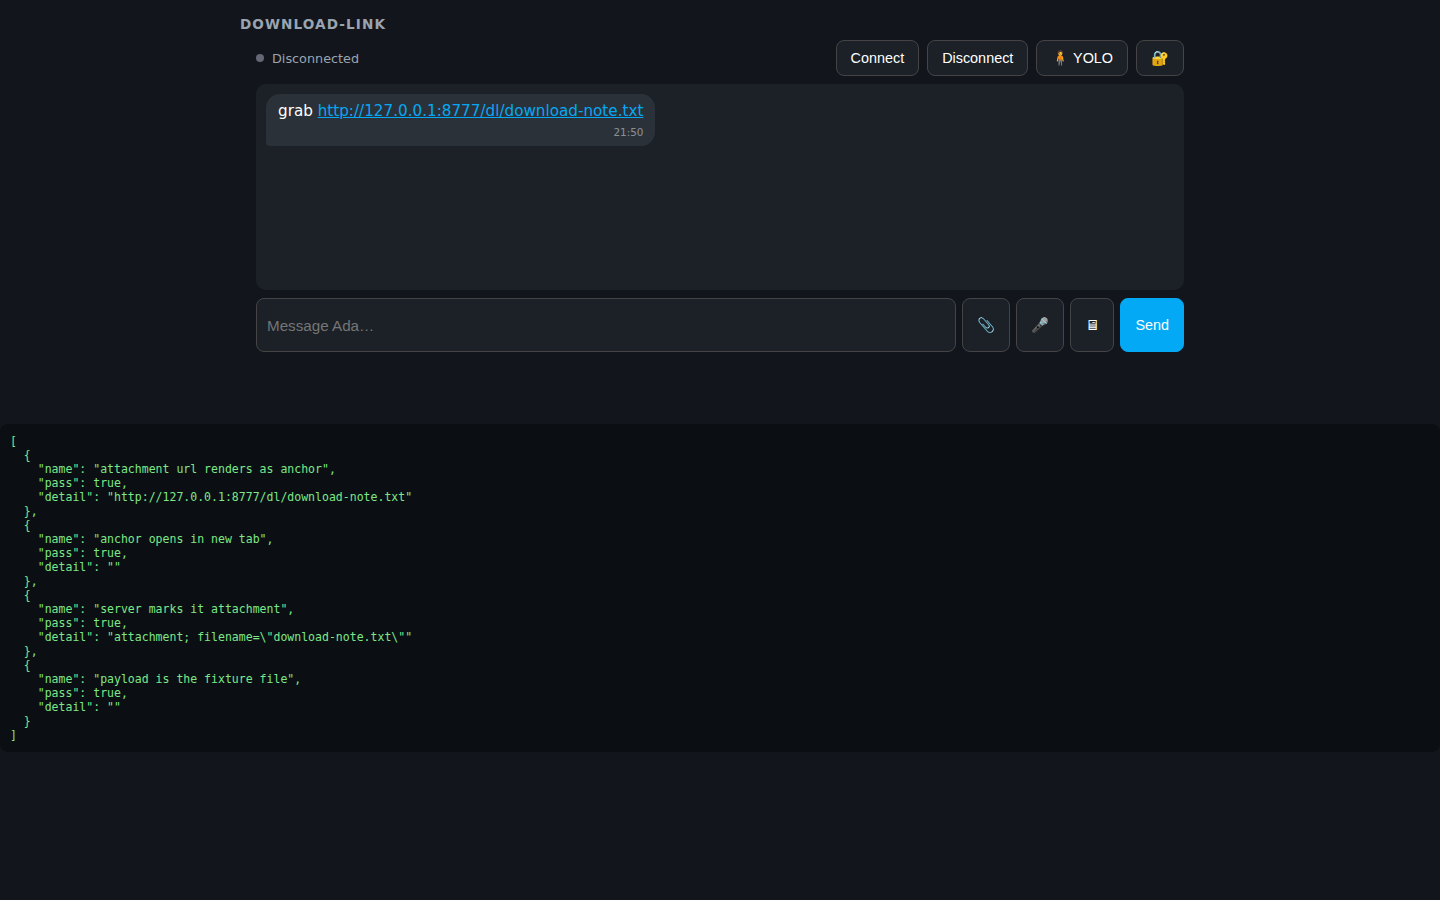 DOWNLOAD-LINK
Disconnected
Connect
Disconnect
🧍 YOLO
🔐
grab http://127.0.0.1:8777/dl/download-note.txt
21:50
Message Ada…
Send
[
  {
    "name": "attachment url renders as anchor",
    "pass": true,
    "detail": "http://127.0.0.1:8777/dl/download-note.txt"
  },
  {
    "name": "anchor opens in new tab",
    "pass": true,
    "detail": ""
  },
  {
    "name": "server marks it attachment",
    "pass": true,
    "detail": "attachment; filename=\"download-note.txt\""
  },
  {
    "name": "payload is the fixture file",
    "pass": true,
    "detail": ""
  }
]